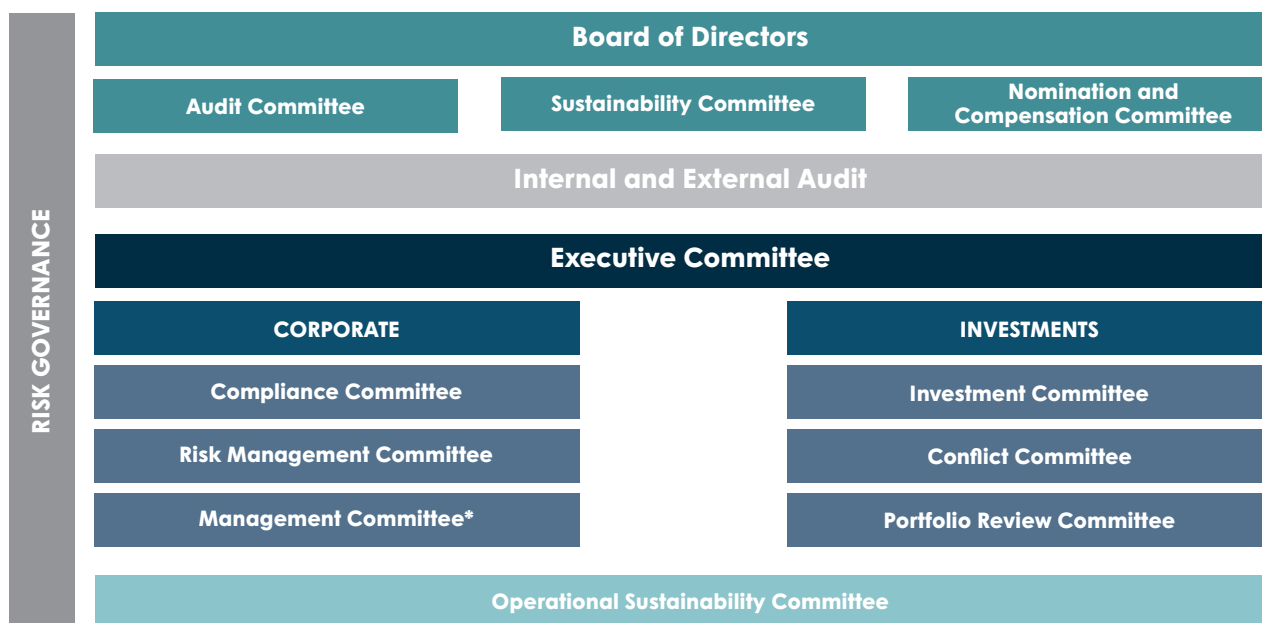 RISK GOVERNANCE
Board of Directors
Audit Committee
Sustainability Committee
Nomination and
Compensation Committee
Internal and External Audit
Executive Committee
CORPORATE
Compliance Committee
Risk Management Committee
Management Committee*
INVESTMENTS
Investment Committee
Conflict Committee
Portfolio Review Committee
Operational Sustainability Committee